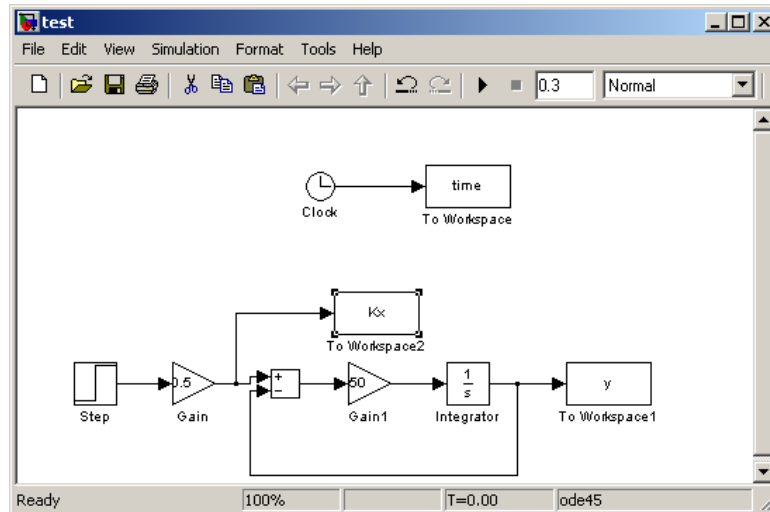 test
File Edit View Simulation Format Tools Help
0.3 Normal
time
Clock
To Workspace
Kx
To Workspace2
0.5 + − 50 1 s y
Step Gain Gain1 Integrator To Workspace1
Ready 100% T=0.00 ode45